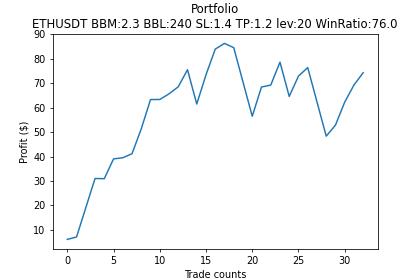 Portfolio
ETHUSDT BBM:2.3 BBL:240 SL:1.4 TP:1.2 lev:20 WinRatio:76.0
90
80
70
60
50
40
30
20
10
Profit ($)
0 5 10 15 20 25 30
Trade counts